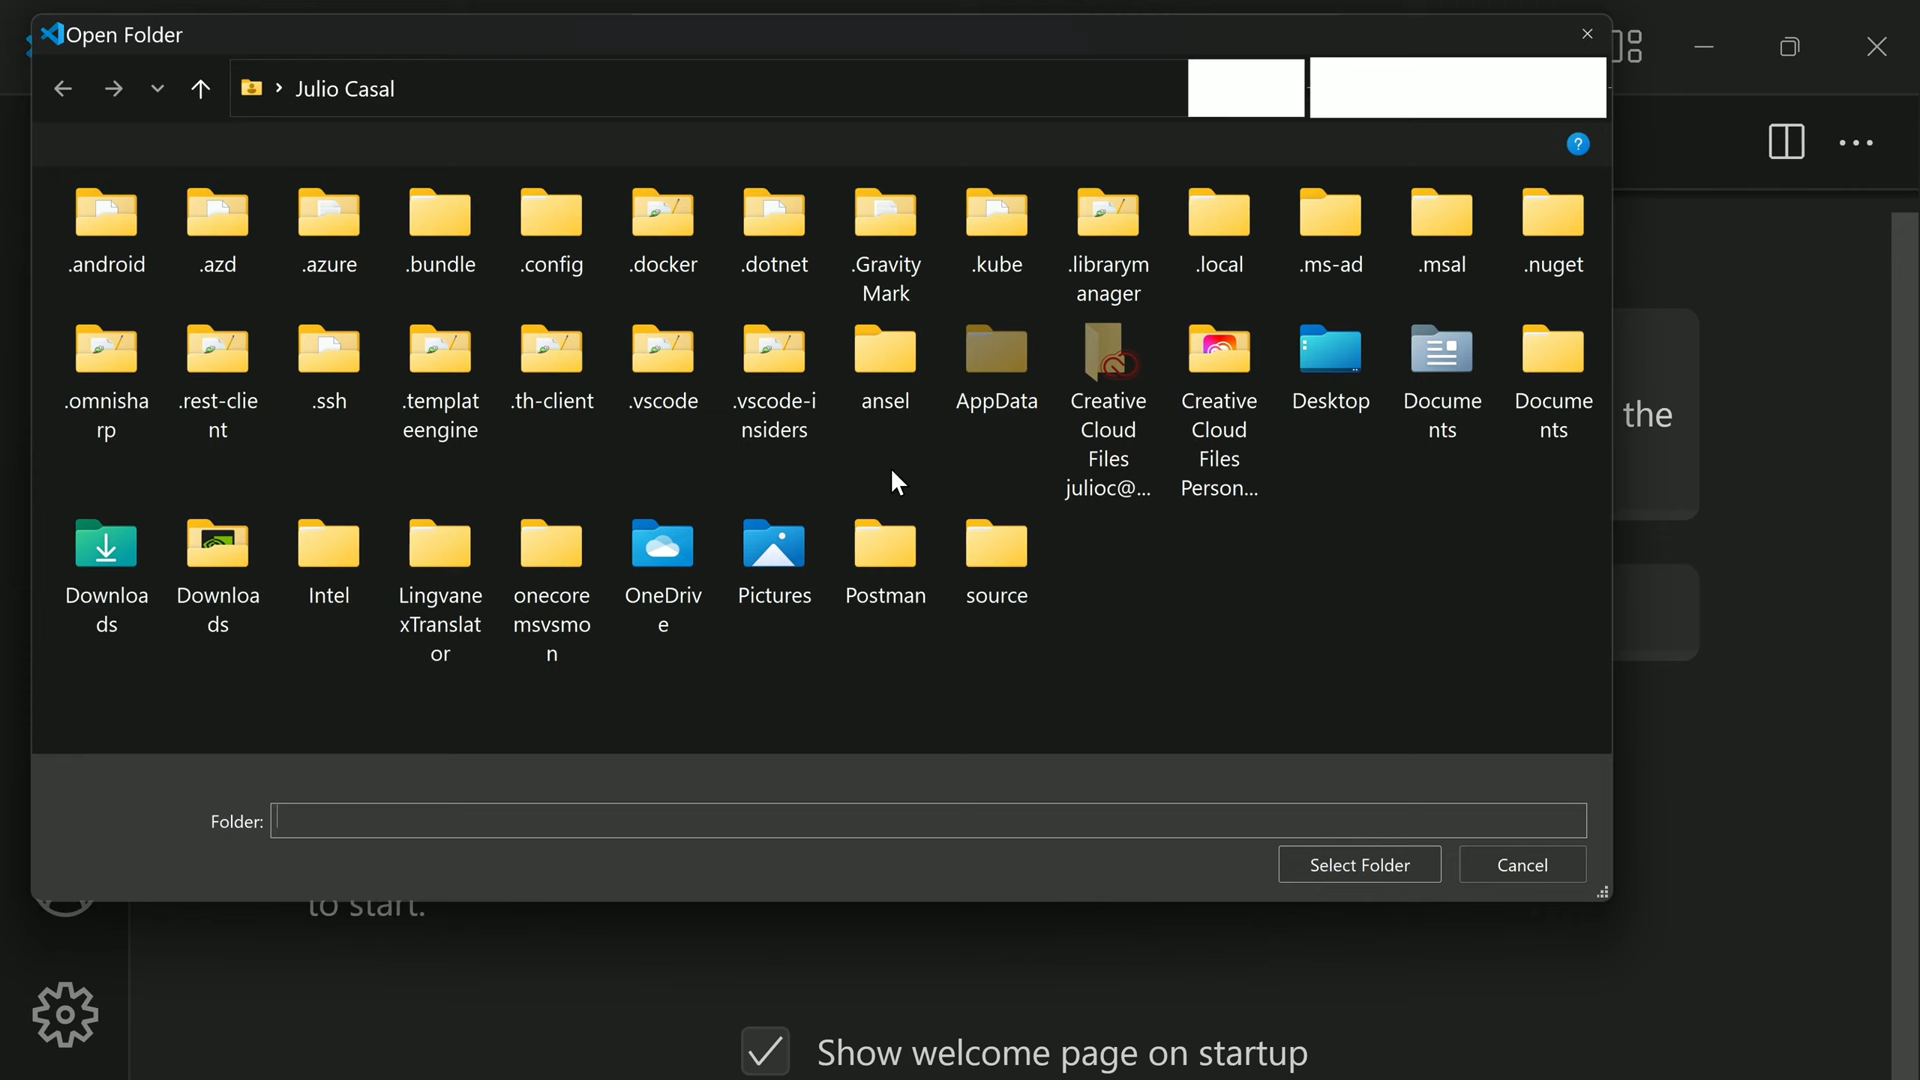 Open Folder
Julio Casal
?
.android .azd .azure .bundle .config .docker .dotnet .Gravity .kube .librarym .local .ms-ad .msal .nuget
Mark anager
.omnisha .rest-clie .ssh .templat .th-client .vscode .vscode-i ansel AppData Creative Creative Desktop Docume Docume
rp nt eengine nsiders Cloud Cloud nts nts
Files Files
julioc@... Person...
the
Downloa Downloa Intel Lingvane onecore OneDriv Pictures Postman source
ds ds xTranslat msvsmo e
or n
Folder:
Select Folder Cancel
to start.
Show welcome page on startup